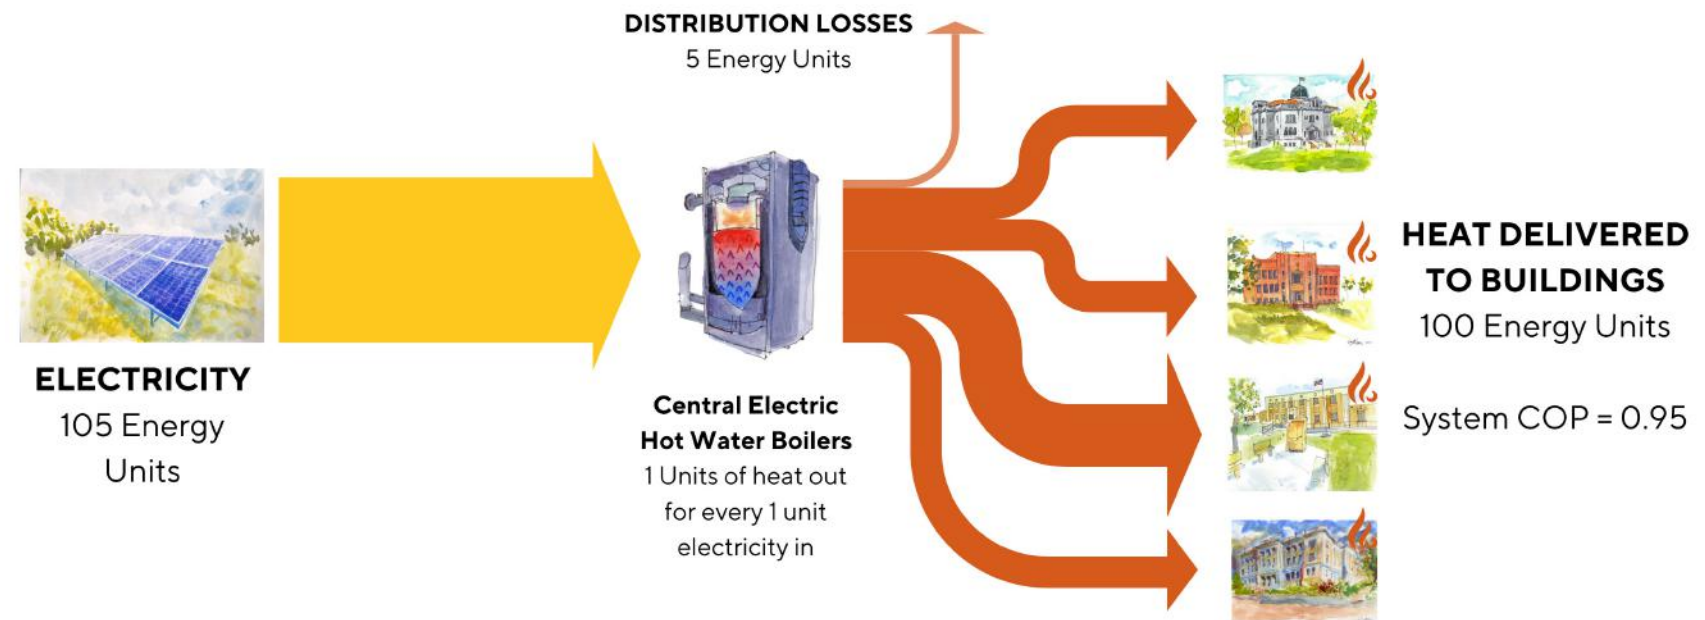 DISTRIBUTION LOSSES
5 Energy Units
ELECTRICITY
105 Energy
Units
Central Electric
Hot Water Boilers
1 Units of heat out
for every 1 unit
electricity in
HEAT DELIVERED
TO BUILDINGS
100 Energy Units
System COP = 0.95